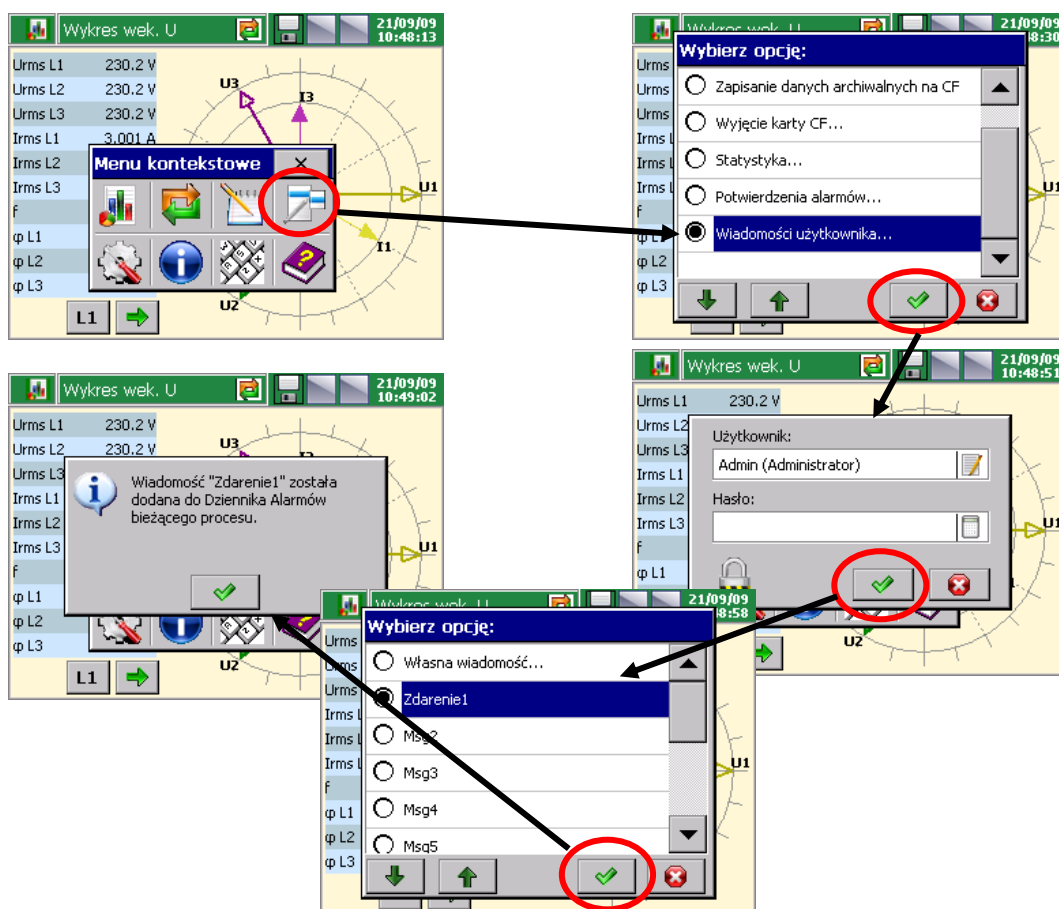 Wykres wek. U
21/09/09
10:48:13
Urms L1 230.2 V
Urms L2 230.2 V
Urms L3 230.2 V
Irms L1 3.001 A
Irms L2
Irms L3
f
φ L1
φ L2
φ L3
U3
I3
U1
I1
U2
Menu kontekstowe
L1
21/09/09
Wybierz opcję:
Zapisanie danych archiwalnych na CF
Wyjęcie karty CF...
Statystyka...
Potwierdzenia alarmów...
Wiadomości użytkownika...
Urms
Urms
Urms
Irms
Irms
Irms
f
φ L2
φ L3
U1
Wykres wek. U
21/09/09
10:48:51
Urms L1 230.2 V
Urms L2
Urms L3
Irms L1
Irms L2
Irms L3
f
φ L1
Użytkownik:
Admin (Administrator)
Hasło:
U1
U2
Wykres wek. U
21/09/09
10:49:02
Urms L1 230.2 V
Urms L2 230.2 V
Urms L3
Irms L1
Irms L2
Irms L3
f
φ L1
φ L2
φ L3
U3
U1
U2
Wiadomość "Zdarenie1" została
dodana do Dziennika Alarmów
bieżącego procesu.
L1
21/09/09
Wybierz opcję:
Własna wiadomość...
Zdarenie1
Msg2
Msg3
Msg4
Msg5
Urms
Urms
Urms
Irms L
Irms L
Irms L
f
φ L1
φ L2
φ L3
U1